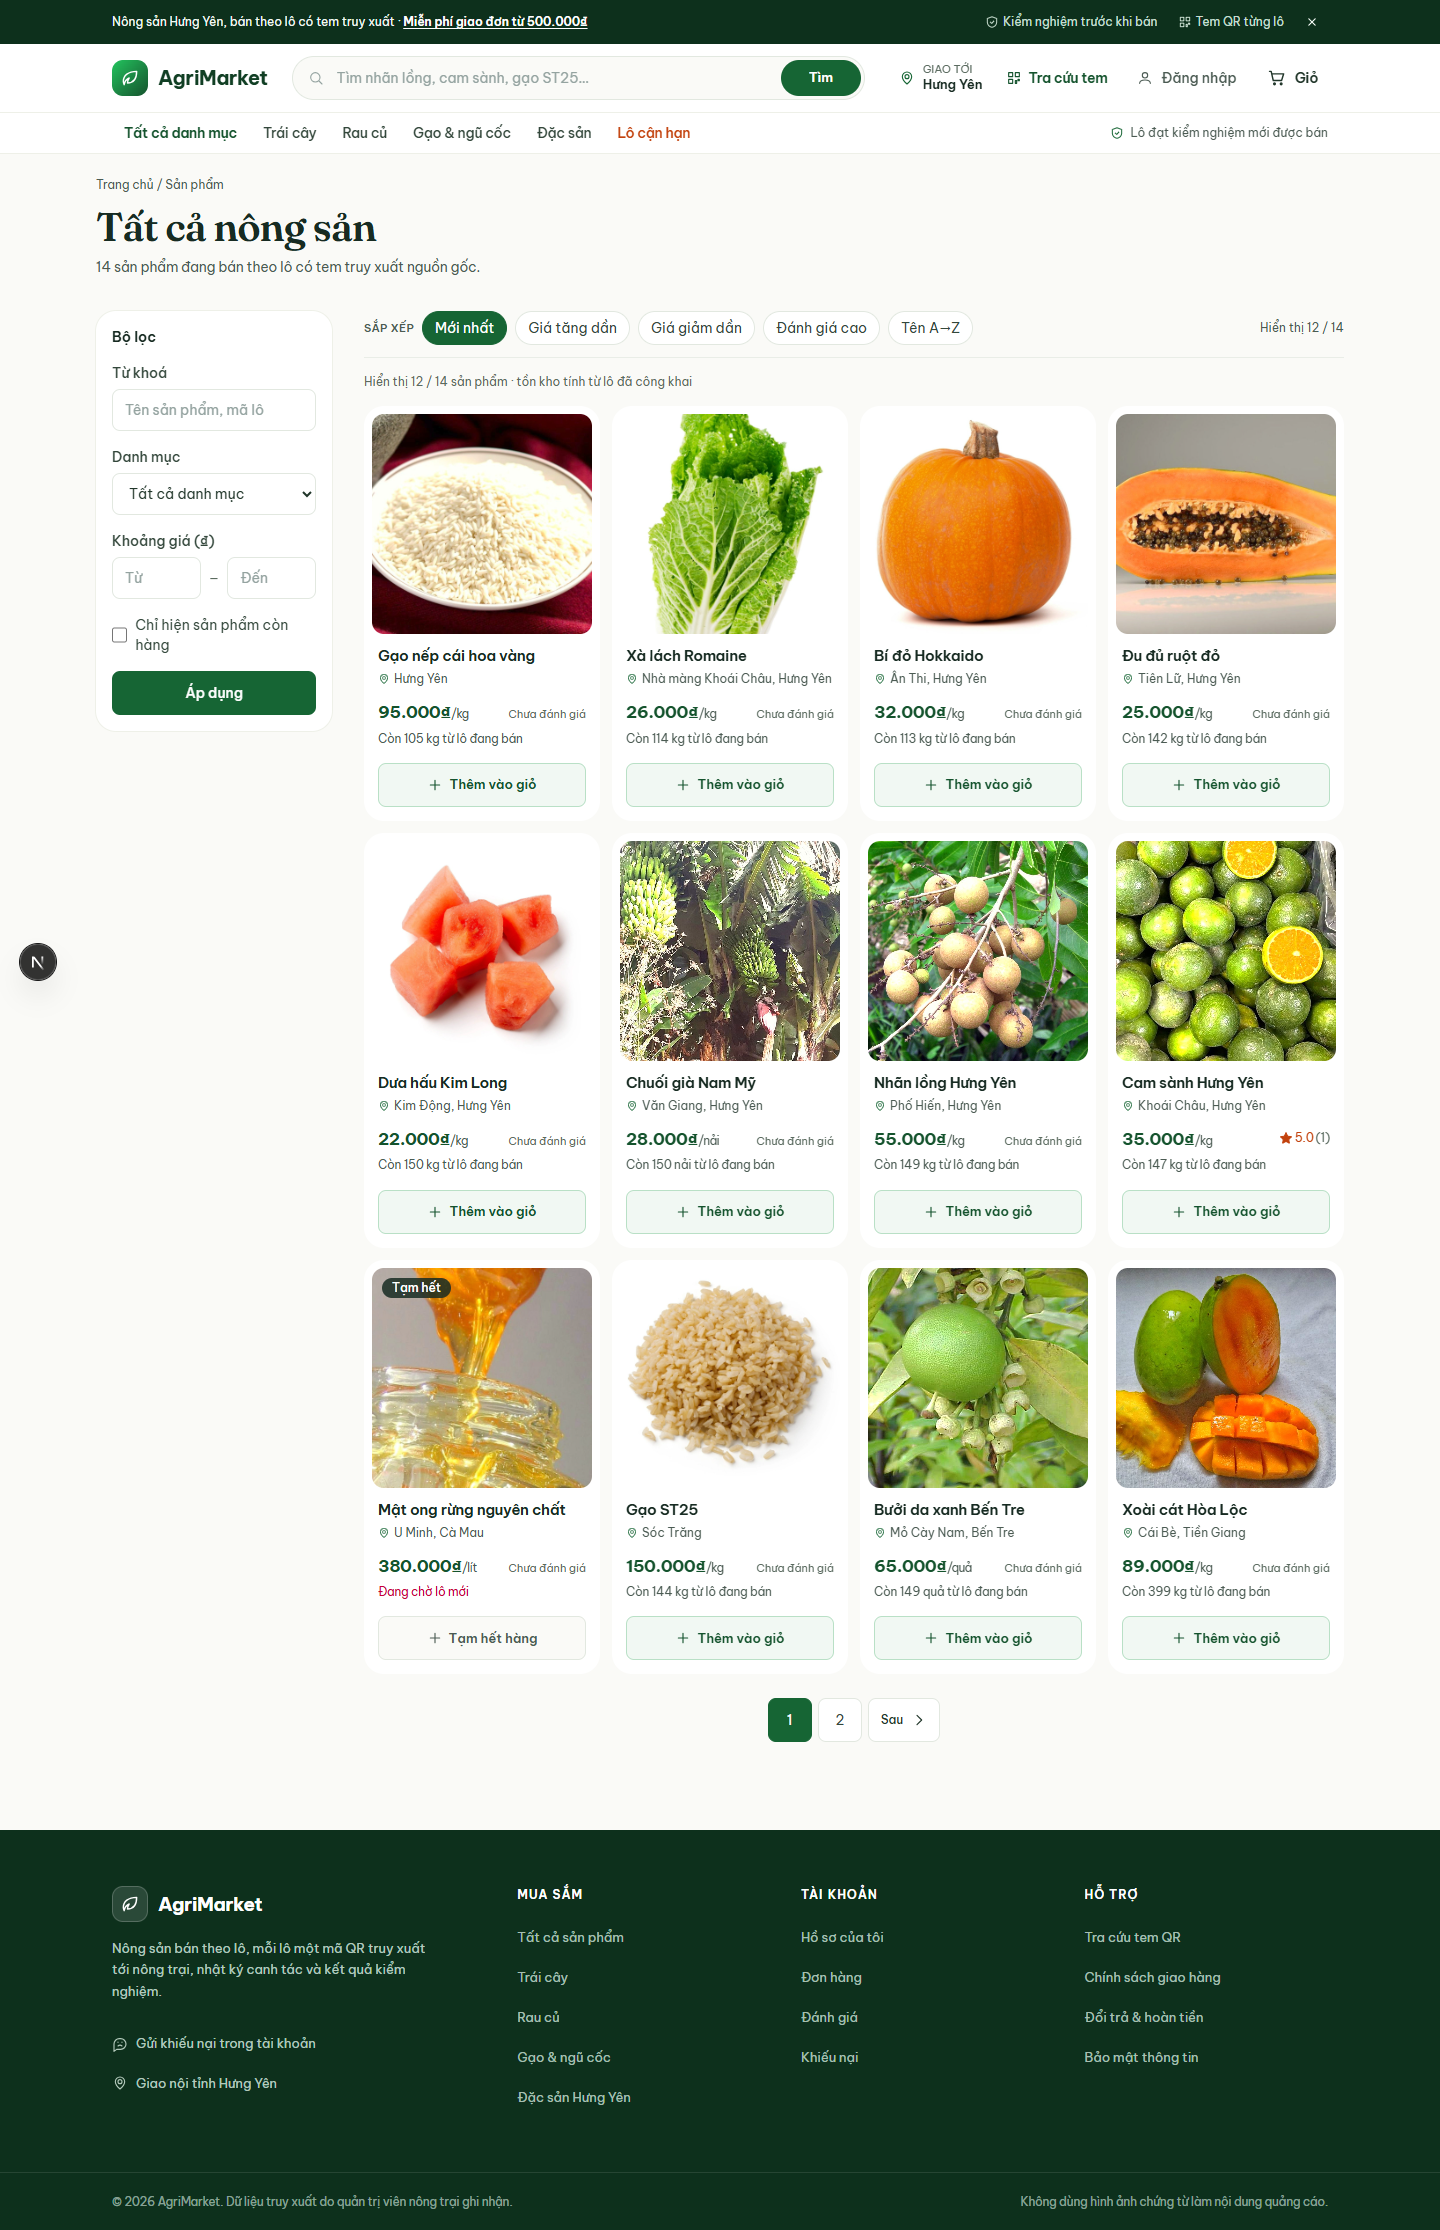 Nông sản Hưng Yên, bán theo lô có tem truy xuất · Miễn phí giao đơn từ 500.000₫
Kiểm nghiệm trước khi bán
Tem QR từng lô
AgriMarket
Tìm nhãn lồng, cam sành, gạo ST25...
Tìm
GIAO TỚI
Hưng Yên
Tra cứu tem
Đăng nhập
Giỏ
Tất cả danh mục
Trái cây
Rau củ
Gạo & ngũ cốc
Đặc sản
Lô cận hạn
Lô đạt kiểm nghiệm mới được bán
Trang chủ / Sản phẩm
Tất cả nông sản
14 sản phẩm đang bán theo lô có tem truy xuất nguồn gốc.
Bộ lọc
Từ khoá
Tên sản phẩm, mã lô
Danh mục
Tất cả danh mục
Khoảng giá (₫)
Từ
–
Đến
Chỉ hiện sản phẩm còn
hàng
Áp dụng
SẮP XẾP
Mới nhất
Giá tăng dần
Giá giảm dần
Đánh giá cao
Tên A→Z
Hiển thị 12 / 14
Hiển thị 12 / 14 sản phẩm · tồn kho tính từ lô đã công khai
Gạo nếp cái hoa vàng
Hưng Yên
95.000₫/kg
Chưa đánh giá
Còn 105 kg từ lô đang bán
Thêm vào giỏ
Xà lách Romaine
Nhà màng Khoái Châu, Hưng Yên
26.000₫/kg
Chưa đánh giá
Còn 114 kg từ lô đang bán
Thêm vào giỏ
Bí đỏ Hokkaido
Ân Thi, Hưng Yên
32.000₫/kg
Chưa đánh giá
Còn 113 kg từ lô đang bán
Thêm vào giỏ
Đu đủ ruột đỏ
Tiên Lữ, Hưng Yên
25.000₫/kg
Chưa đánh giá
Còn 142 kg từ lô đang bán
Thêm vào giỏ
Dưa hấu Kim Long
Kim Động, Hưng Yên
22.000₫/kg
Chưa đánh giá
Còn 150 kg từ lô đang bán
Thêm vào giỏ
Chuối già Nam Mỹ
Văn Giang, Hưng Yên
28.000₫/nải
Chưa đánh giá
Còn 150 nải từ lô đang bán
Thêm vào giỏ
Nhãn lồng Hưng Yên
Phố Hiến, Hưng Yên
55.000₫/kg
Chưa đánh giá
Còn 149 kg từ lô đang bán
Thêm vào giỏ
Cam sành Hưng Yên
Khoái Châu, Hưng Yên
35.000₫/kg
5.0 (1)
Còn 147 kg từ lô đang bán
Thêm vào giỏ
Tạm hết
Mật ong rừng nguyên chất
U Minh, Cà Mau
380.000₫/lít
Chưa đánh giá
Đang chờ lô mới
Tạm hết hàng
Gạo ST25
Sóc Trăng
150.000₫/kg
Chưa đánh giá
Còn 144 kg từ lô đang bán
Thêm vào giỏ
Bưởi da xanh Bến Tre
Mỏ Cày Nam, Bến Tre
65.000₫/quả
Chưa đánh giá
Còn 149 quả từ lô đang bán
Thêm vào giỏ
Xoài cát Hòa Lộc
Cái Bè, Tiền Giang
89.000₫/kg
Chưa đánh giá
Còn 399 kg từ lô đang bán
Thêm vào giỏ
1
2
Sau
N
AgriMarket
Nông sản bán theo lô, mỗi lô một mã QR truy xuất
tới nông trại, nhật ký canh tác và kết quả kiểm
nghiệm.
Gửi khiếu nại trong tài khoản
Giao nội tỉnh Hưng Yên
MUA SẮM
Tất cả sản phẩm
Trái cây
Rau củ
Gạo & ngũ cốc
Đặc sản Hưng Yên
TÀI KHOẢN
Hồ sơ của tôi
Đơn hàng
Đánh giá
Khiếu nại
HỖ TRỢ
Tra cứu tem QR
Chính sách giao hàng
Đổi trả & hoàn tiền
Bảo mật thông tin
© 2026 AgriMarket. Dữ liệu truy xuất do quản trị viên nông trại ghi nhận.
Không dùng hình ảnh chứng từ làm nội dung quảng cáo.